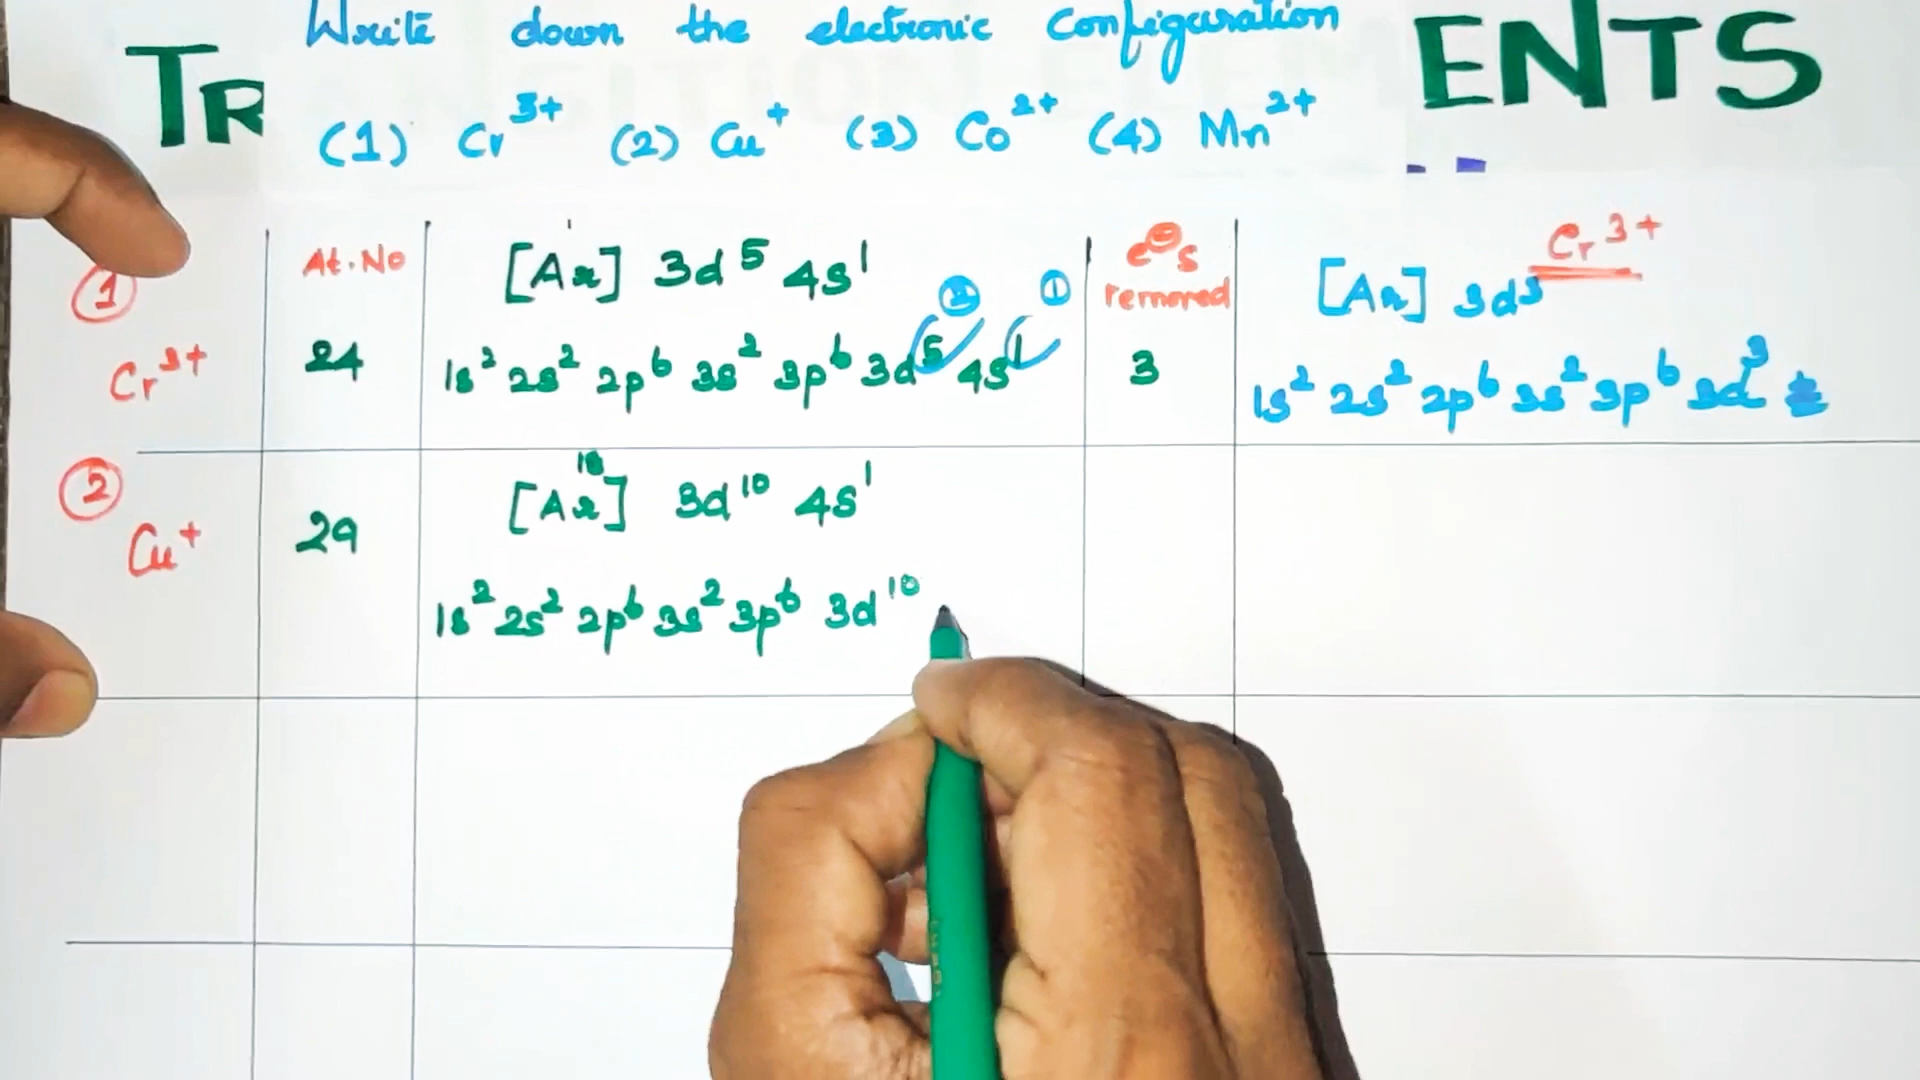 Write down the electronic configuration
TR ENTS
(1) Cr³⁺ (2) Cu⁺ (3) Co²⁺ (4) Mn²⁺
① At.No [Ar] 3d⁵ 4s¹ e⊖s removed Cr³⁺
[Ar] 3d³
② ①
Cr³⁺ 24 1s² 2s² 2p⁶ 3s² 3p⁶ 3d⁵ 4s¹ 3 1s² 2s² 2p⁶ 3s² 3p⁶ 3d³
② 18
[Ar] 3d¹⁰ 4s¹
Cu⁺ 29
1s² 2s² 2p⁶ 3s² 3p⁶ 3d¹⁰